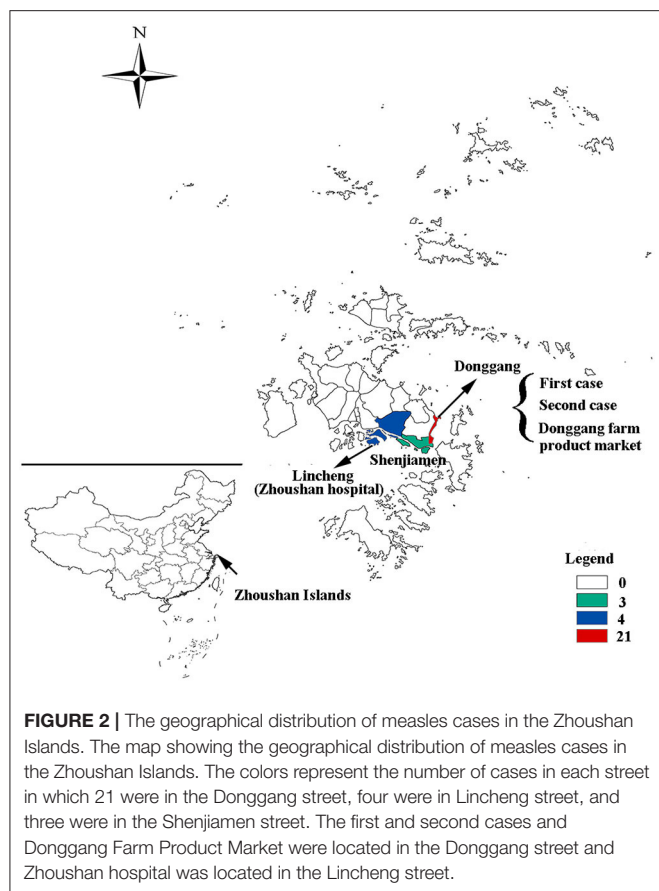 N
Donggang
First case
Second case
Donggang farm
product market
Shenjiamen
Lincheng
(Zhoushan hospital)
Zhoushan Islands
Legend
0
3
4
21
FIGURE 2 | The geographical distribution of measles cases in the Zhoushan
Islands. The map showing the geographical distribution of measles cases in
the Zhoushan Islands. The colors represent the number of cases in each street
in which 21 were in the Donggang street, four were in Lincheng street, and
three were in the Shenjiamen street. The first and second cases and
Donggang Farm Product Market were located in the Donggang street and
Zhoushan hospital was located in the Lincheng street.